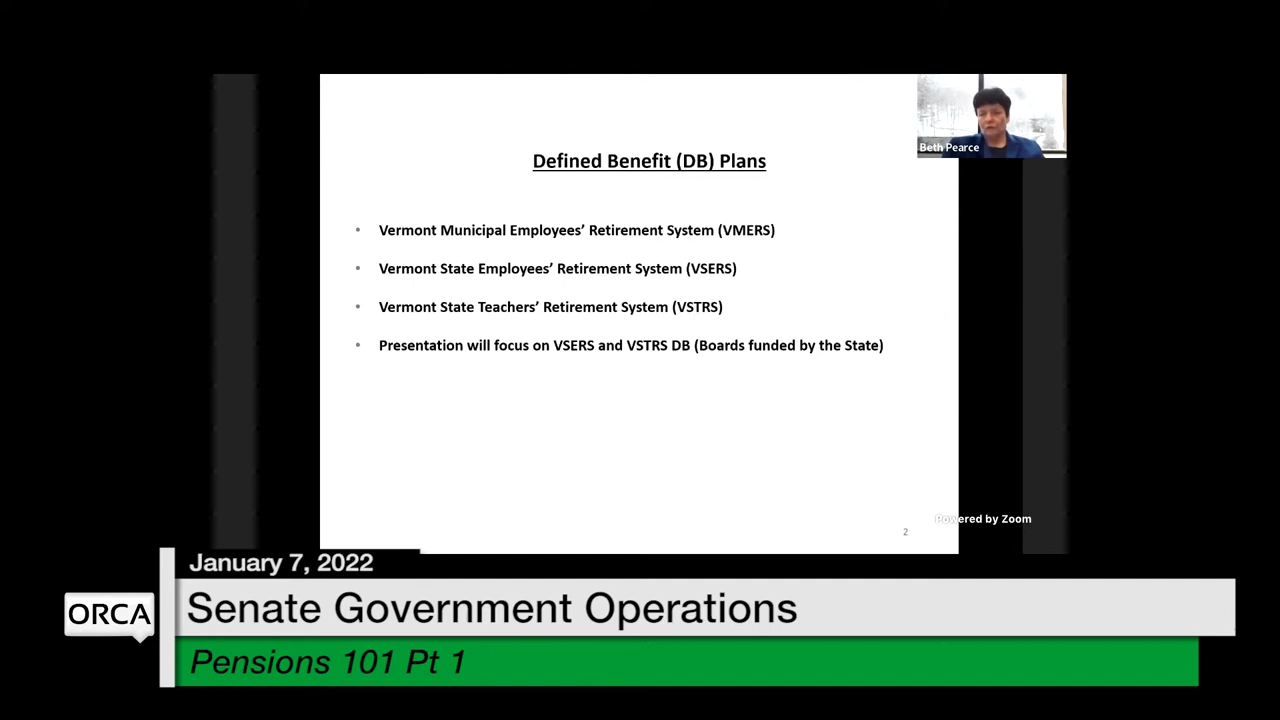 Defined Benefit (DB) Plans
Beth Pearce
• Vermont Municipal Employees’ Retirement System (VMERS)
• Vermont State Employees’ Retirement System (VSERS)
• Vermont State Teachers’ Retirement System (VSTRS)
• Presentation will focus on VSERS and VSTRS DB (Boards funded by the State)
Powered by Zoom
2
January 7, 2022
ORCA
Senate Government Operations
Pensions 101 Pt 1